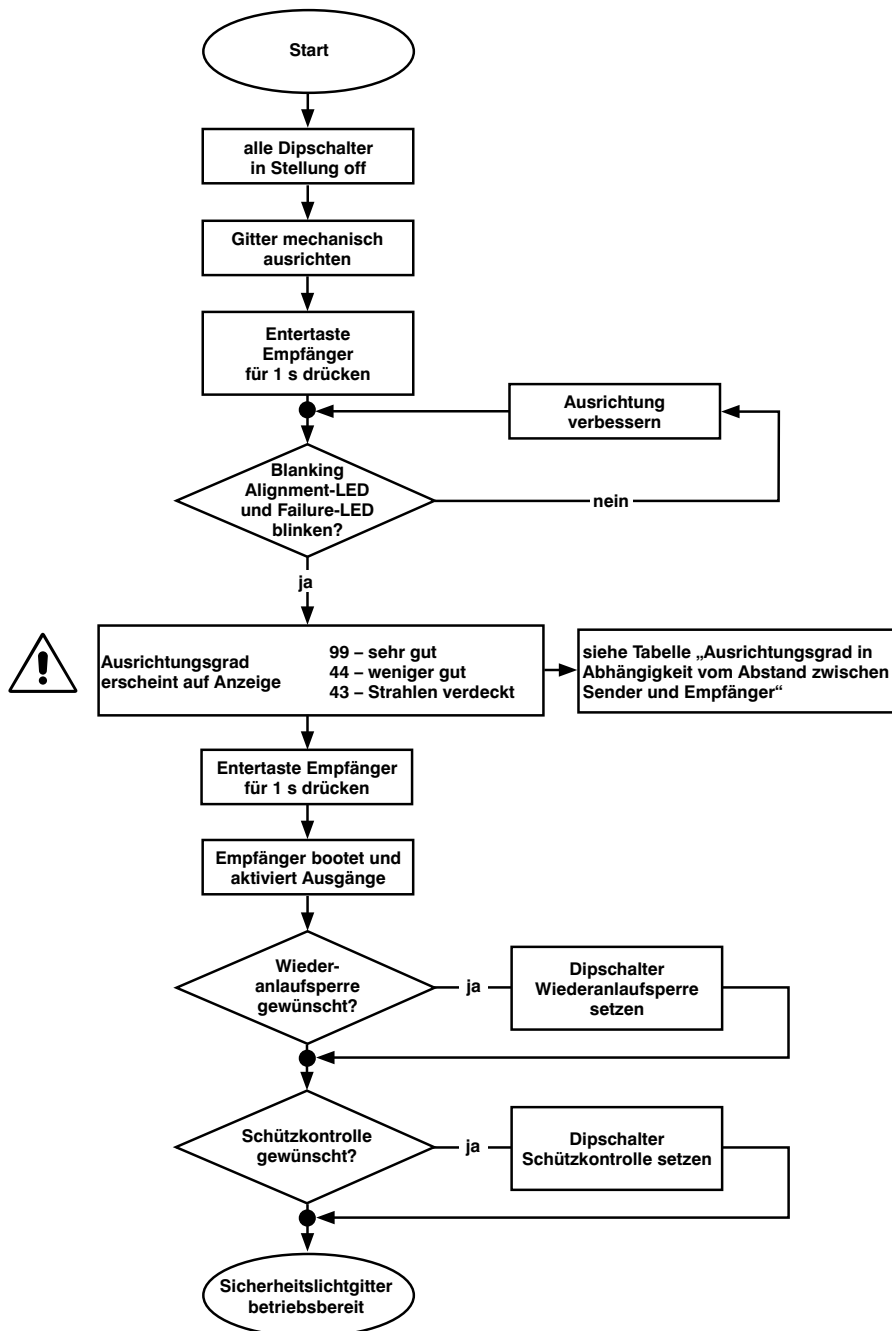 Start
alle Dipschalter
in Stellung off
Gitter mechanisch
ausrichten
Entertaste
Empfänger
für 1 s drücken
Ausrichtung
verbessern
Blanking
Alignment-LED
und Failure-LED
blinken?
nein
ja
Ausrichtungsgrad
erscheint auf Anzeige
99 – sehr gut
44 – weniger gut
43 – Strahlen verdeckt
siehe Tabelle „Ausrichtungsgrad in
Abhängigkeit vom Abstand zwischen
Sender und Empfänger“
Entertaste Empfänger
für 1 s drücken
Empfänger bootet und
aktiviert Ausgänge
Wieder-
anlaufsperre
gewünscht?
ja
Dipschalter
Wiederanlaufsperre
setzen
Schützkontrolle
gewünscht?
ja
Dipschalter
Schützkontrolle setzen
Sicherheitslichtgitter
betriebsbereit